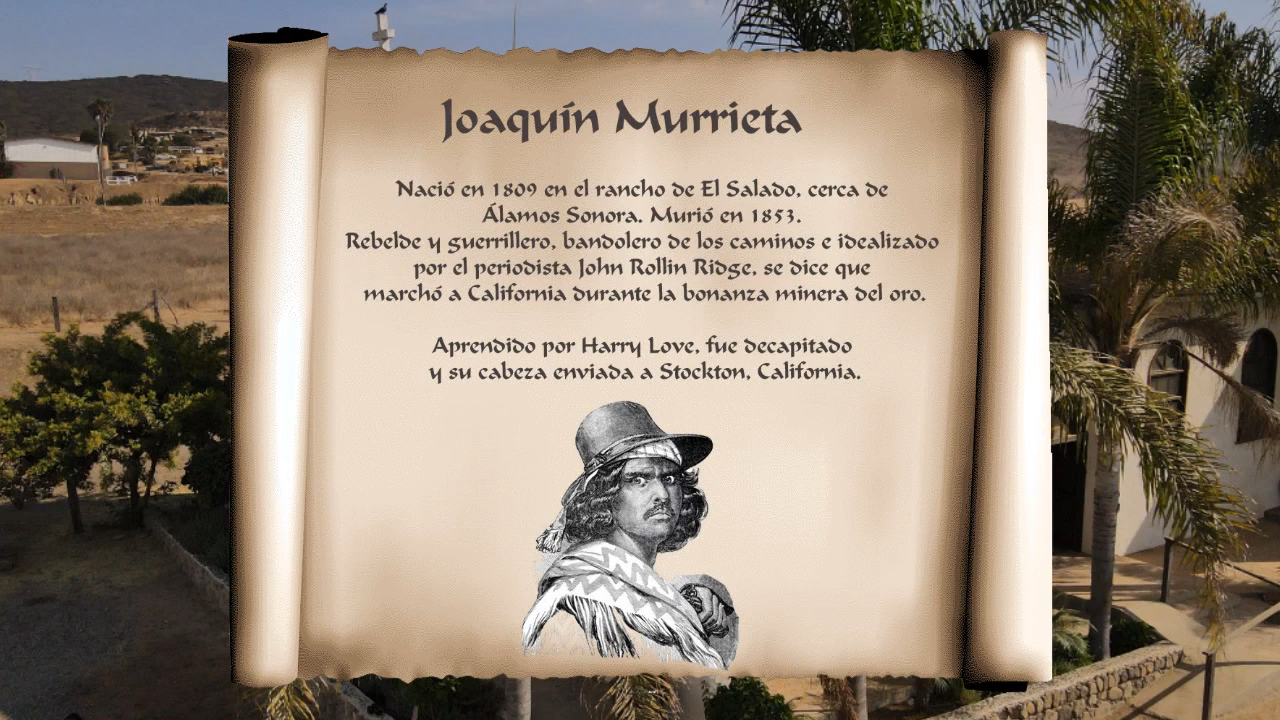 Joaquín Murrieta
Nació en 1809 en el rancho de El Salado, cerca de
Álamos Sonora. Murió en 1853.
Rebelde y guerrillero, bandolero de los caminos e idealizado
por el periodista John Rollin Ridge, se dice que
marchó a California durante la bonanza minera del oro.
Aprendido por Harry Love, fue decapitado
y su cabeza enviada a Stockton, California.